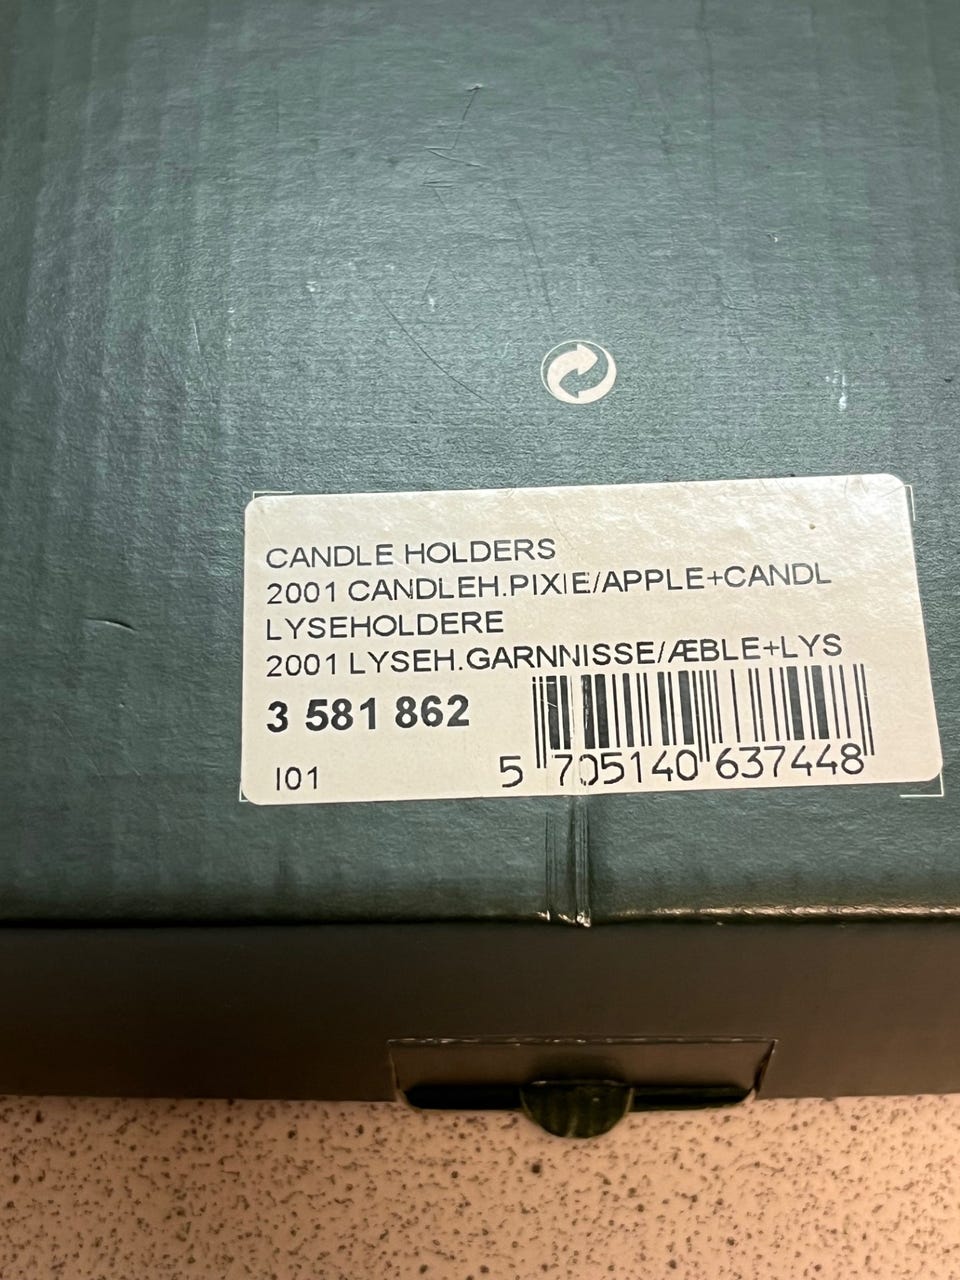 CANDLE HOLDERS
2001 CANDLEH.PIXIE/APPLE+CANDL
LYSEHOLDERE
2001 LYSEH.GARNNISSE/ÆBLE+LYS
3 581 862
I01
5 705140 637448